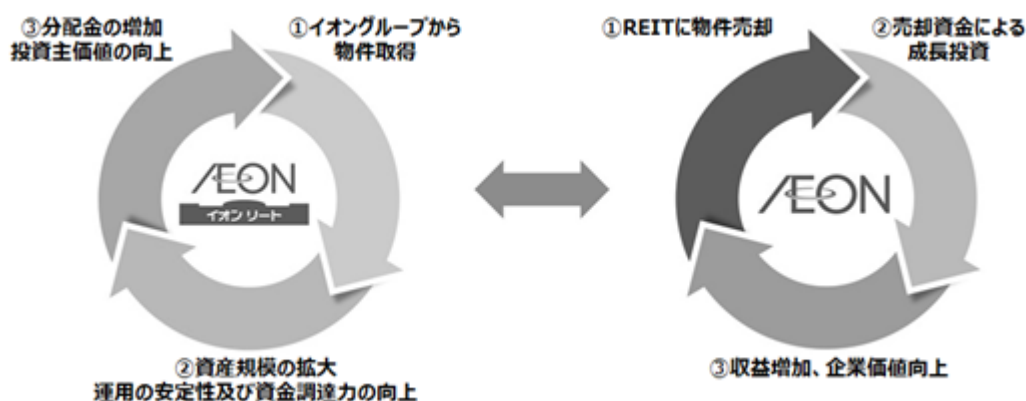 ③分配金の増加
投資主価値の向上
①イオングループから
物件取得
ÆON
イオン リート
②資産規模の拡大
運用の安定性及び資金調達力の向上
①REITに物件売却
②売却資金による
成長投資
ÆON
③収益増加、企業価値向上